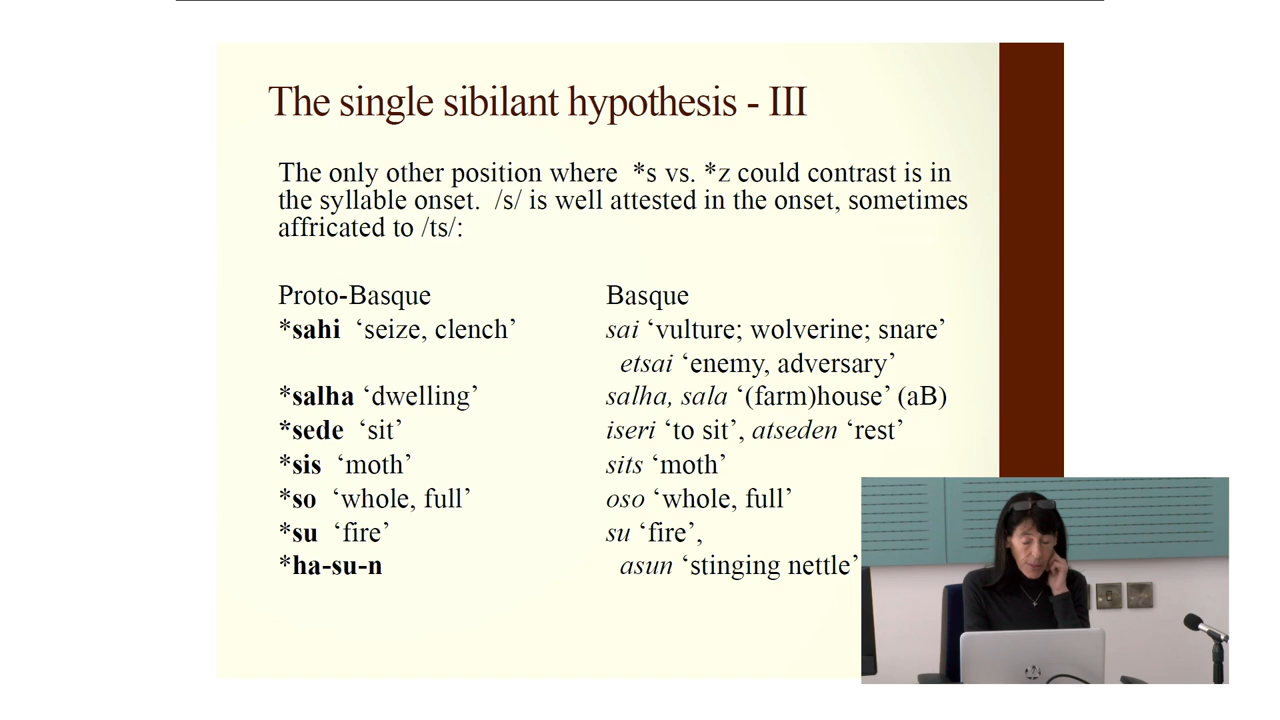 The single sibilant hypothesis - III
The only other position where *s vs. *z could contrast is in
the syllable onset. /s/ is well attested in the onset, sometimes
affricated to /ts/:
Proto-Basque Basque
*sahi ‘seize, clench’ sai ‘vulture; wolverine; snare’
etsai ‘enemy, adversary’
*salha ‘dwelling’ salha, sala ‘(farm)house’ (aB)
*sede ‘sit’ iseri ‘to sit’, atseden ‘rest’
*sis ‘moth’ sits ‘moth’
*so ‘whole, full’ oso ‘whole, full’
*su ‘fire’ su ‘fire’,
*ha-su-n asun ‘stinging nettle’